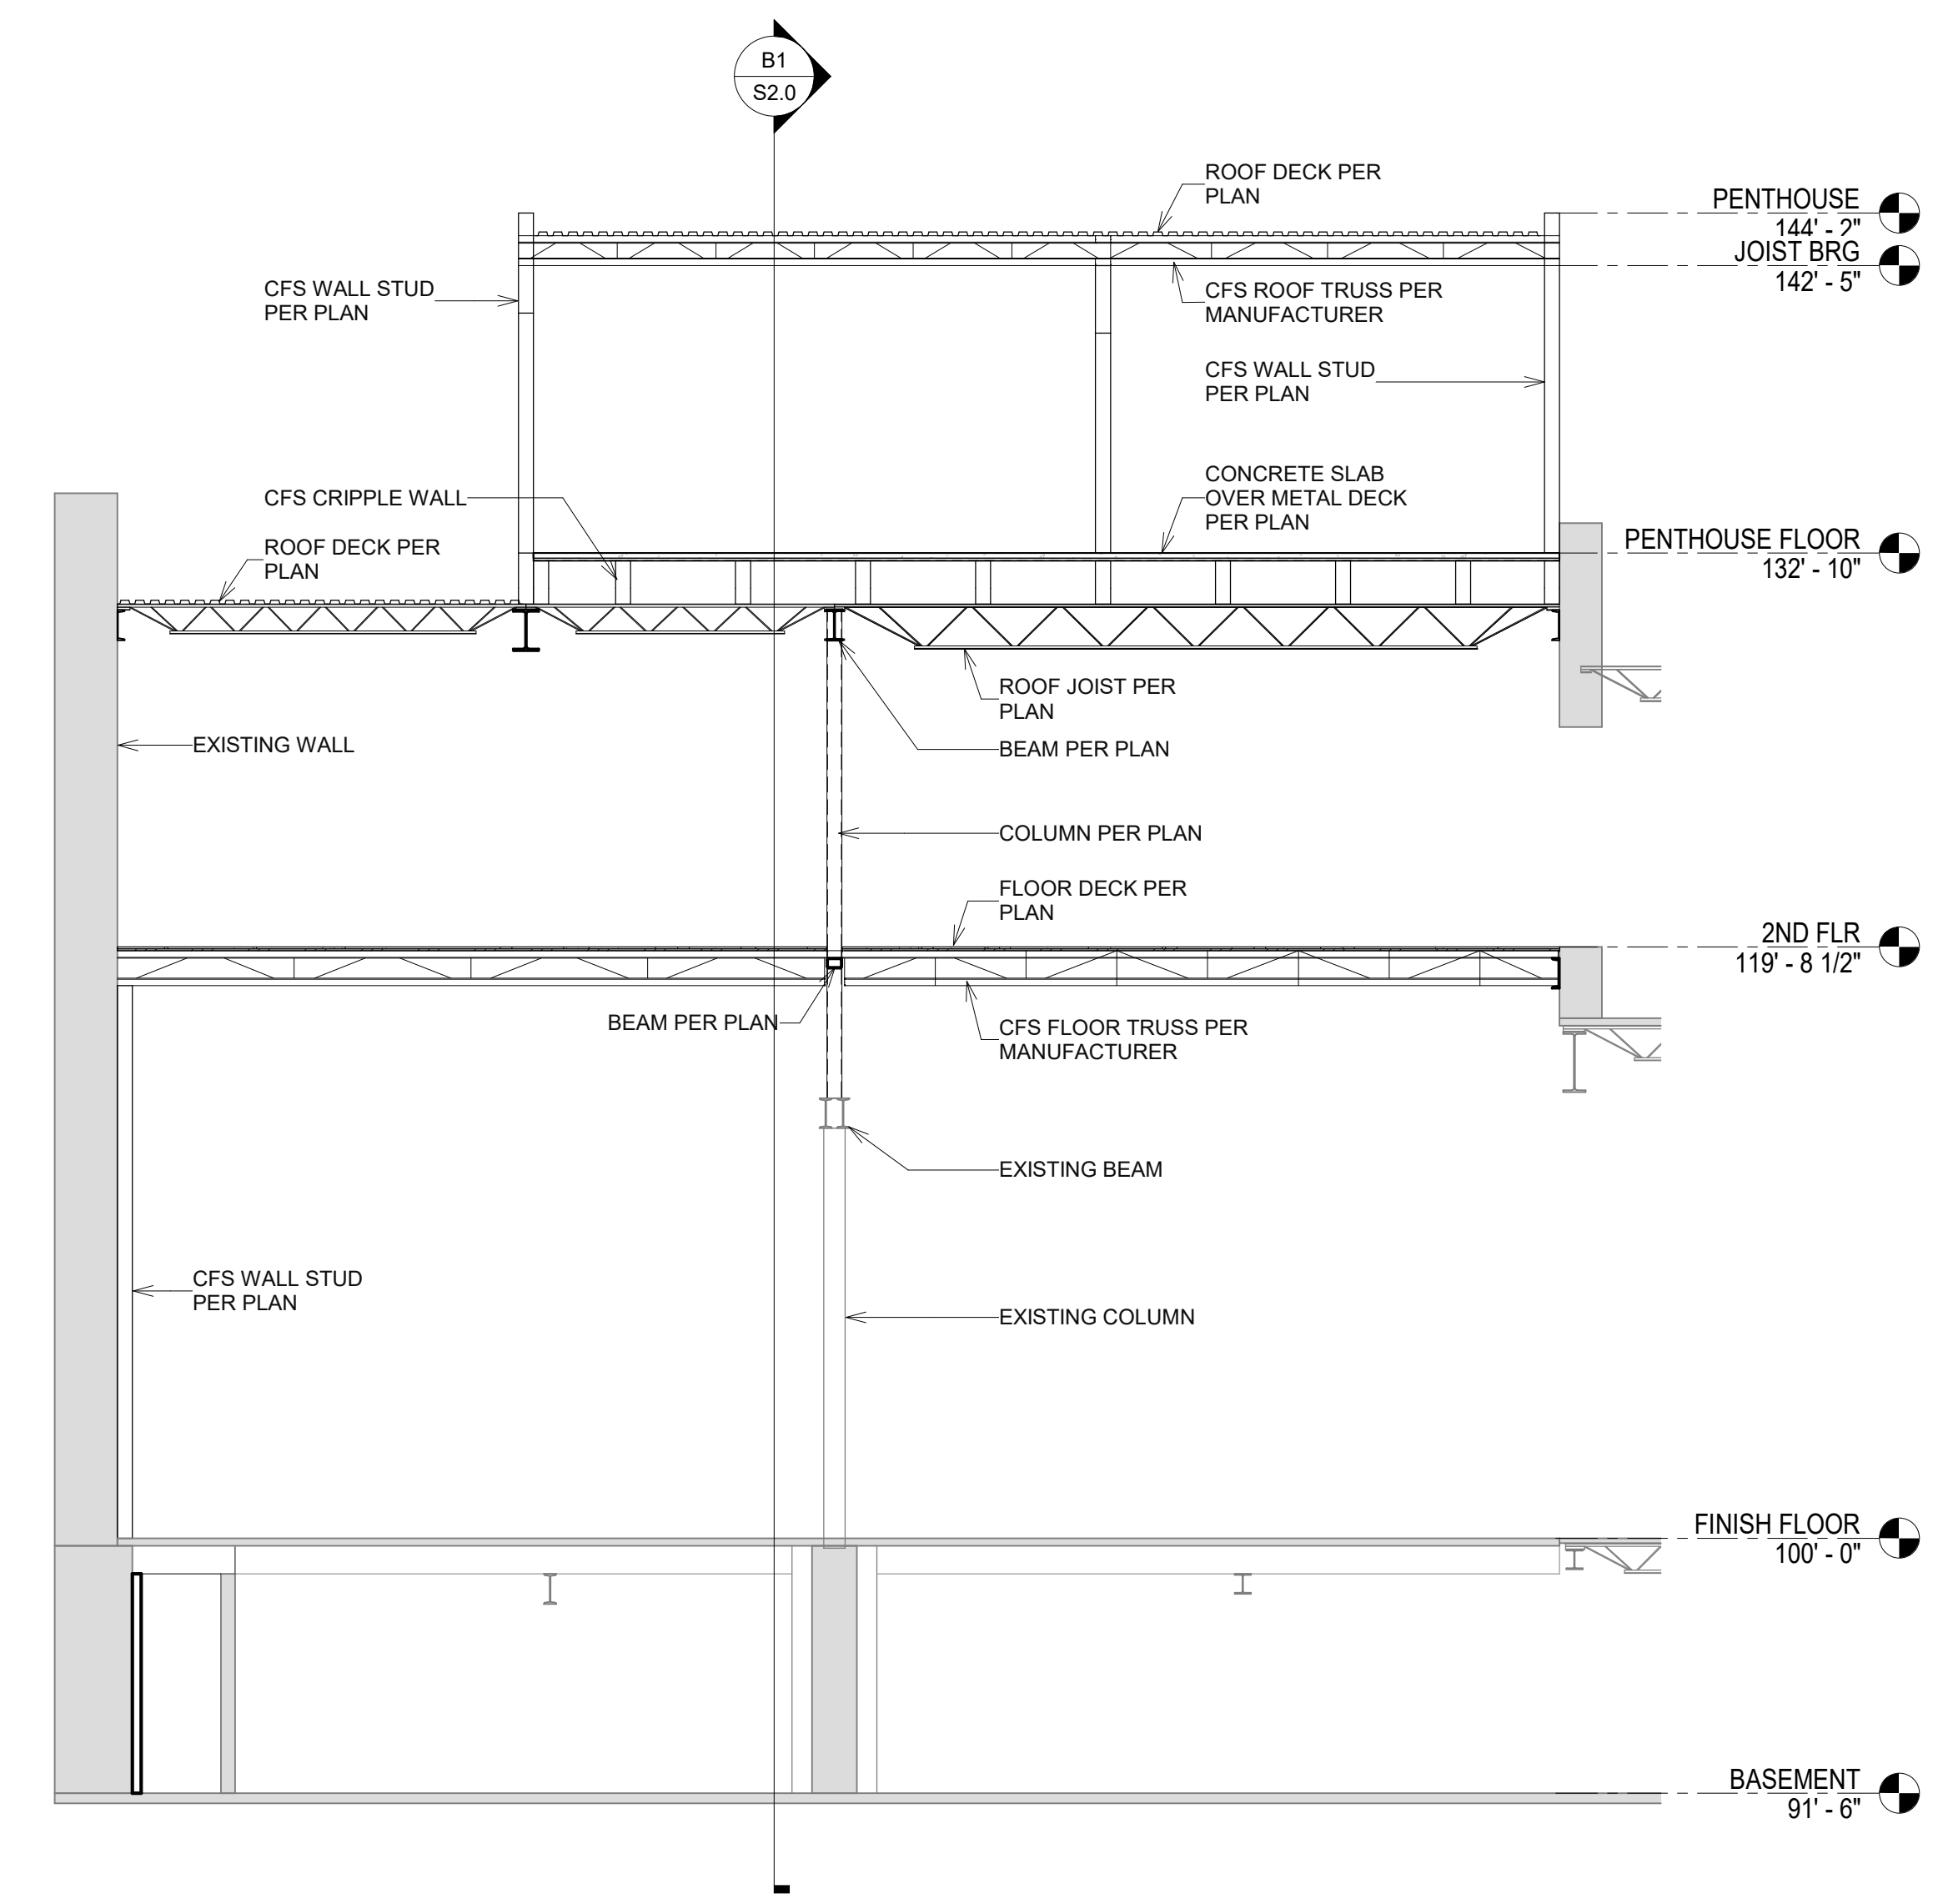 B1
S2.0
ROOF DECK PER
PLAN
PENTHOUSE
144' - 2"
JOIST BRG
142' - 5"
CFS WALL STUD
PER PLAN
CFS ROOF TRUSS PER
MANUFACTURER
CFS WALL STUD
PER PLAN
CONCRETE SLAB
OVER METAL DECK
PER PLAN
CFS CRIPPLE WALL
ROOF DECK PER
PLAN
PENTHOUSE FLOOR
132' - 10"
ROOF JOIST PER
PLAN
EXISTING WALL
BEAM PER PLAN
COLUMN PER PLAN
FLOOR DECK PER
PLAN
2ND FLR
119' - 8 1/2"
BEAM PER PLAN
CFS FLOOR TRUSS PER
MANUFACTURER
EXISTING BEAM
CFS WALL STUD
PER PLAN
EXISTING COLUMN
FINISH FLOOR
100' - 0"
BASEMENT
91' - 6"